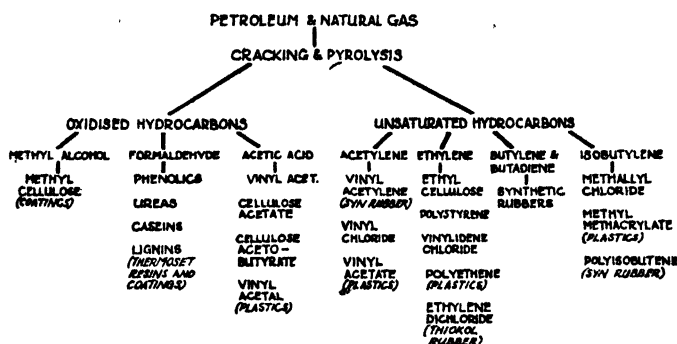 PETROLEUM & NATURAL GAS
CRACKING & PYROLYSIS
OXIDISED HYDROCARBONS
UNSATURATED HYDROCARBONS
METHYL ALCOHOL
METHYL
CELLULOSE
(COATINGS)
FORMALDEHYDE
PHENOLICS
UREAS
CASEINS
LIGNINS
(THERMOSET
RESINS AND
COATINGS)
ACETIC ACID
VINYL ACET.
CELLULOSE
ACETATE
CELLULOSE
ACETO-
BUTYRATE
VINYL
ACETAL
(PLASTICS)
ACETYLENE
VINYL
ACETYLENE
(SYN RUBBER)
VINYL
CHLORIDE
VINYL
ACETATE
(PLASTICS)
ETHYLENE
ETHYL
CELLULOSE
POLYSTYRENE
VINYLIDENE
CHLORIDE
POLYETHENE
(PLASTICS)
ETHYLENE
DICHLORIDE
(THIOKOL
RUBBER)
BUTYLENE &
BUTADIENE
SYNTHETIC
RUBBERS
ISOBUTYLENE
METHALLYL
CHLORIDE
METHYL
METHACRYLATE
(PLASTICS)
POLYISOBUTENE
(SYN RUBBER)